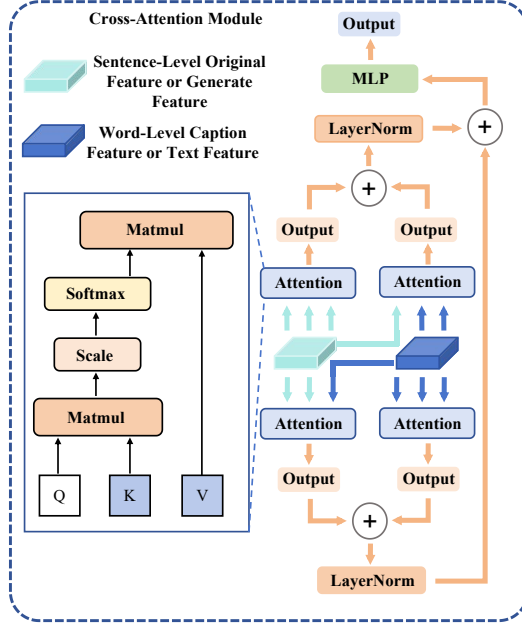 Cross-Attention Module
Output
Sentence-Level Original
Feature or Generate
Feature
MLP
Word-Level Caption
Feature or Text Feature
LayerNorm
+
+
Matmul
Output
Output
Softmax
Attention
Attention
Scale
Matmul
Attention
Attention
Q
K
V
Output
Output
+
LayerNorm